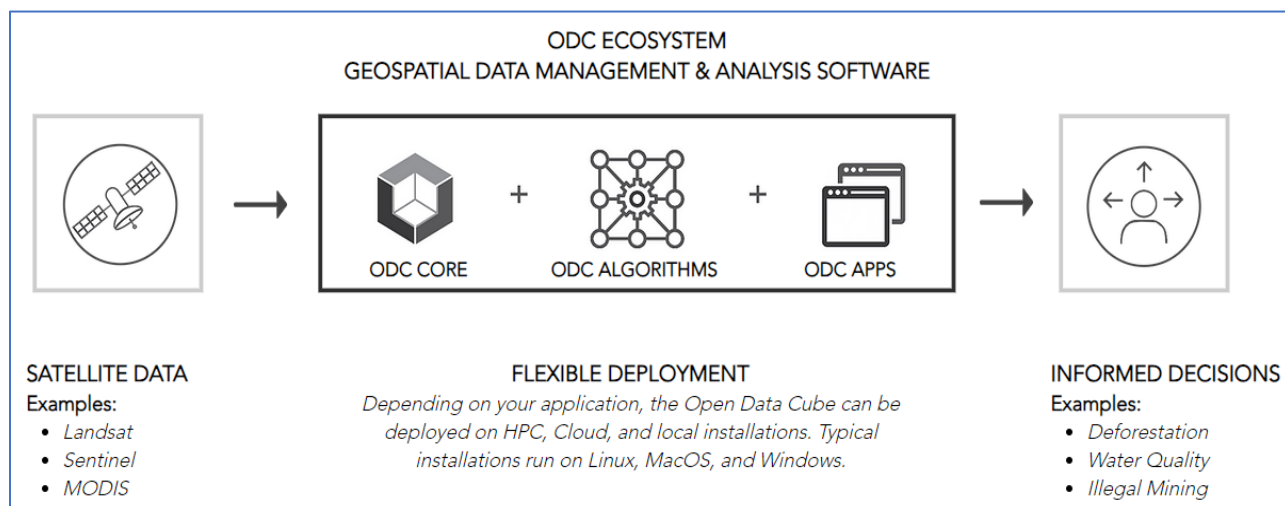 ODC ECOSYSTEM
GEOSPATIAL DATA MANAGEMENT & ANALYSIS SOFTWARE
+
+
ODC CORE
ODC ALGORITHMS
ODC APPS
SATELLITE DATA
Examples:
• Landsat
• Sentinel
• MODIS
FLEXIBLE DEPLOYMENT
Depending on your application, the Open Data Cube can be
deployed on HPC, Cloud, and local installations. Typical
installations run on Linux, MacOS, and Windows.
INFORMED DECISIONS
Examples:
• Deforestation
• Water Quality
• Illegal Mining